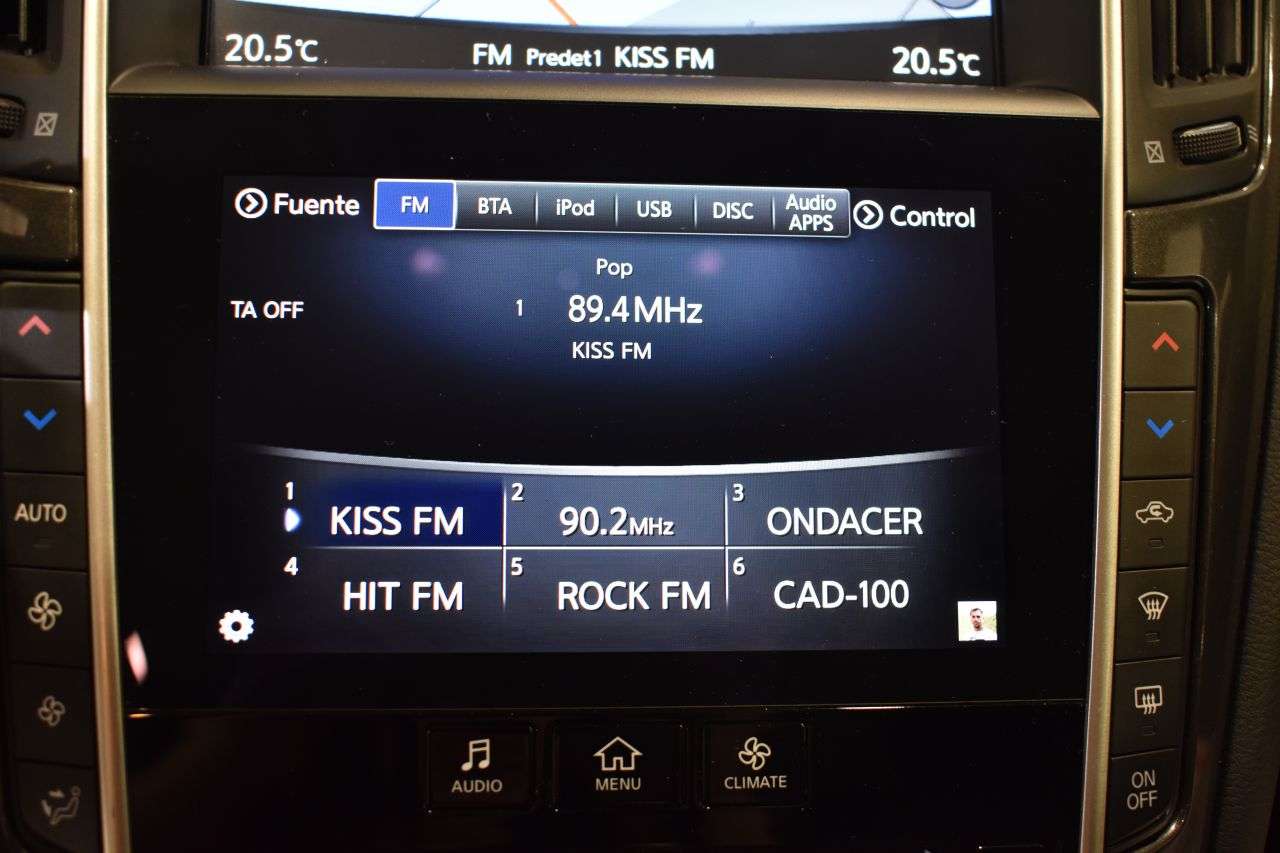 20.5°C FM Predet1 KISS FM 20.5°C
Fuente FM BTA iPod USB DISC Audio APPS Control
Pop
TA OFF 1 89.4MHz
KISS FM
1 KISS FM 2 90.2MHz 3 ONDACER
4 HIT FM 5 ROCK FM 6 CAD-100
AUTO
AUDIO MENU CLIMATE
ON
OFF